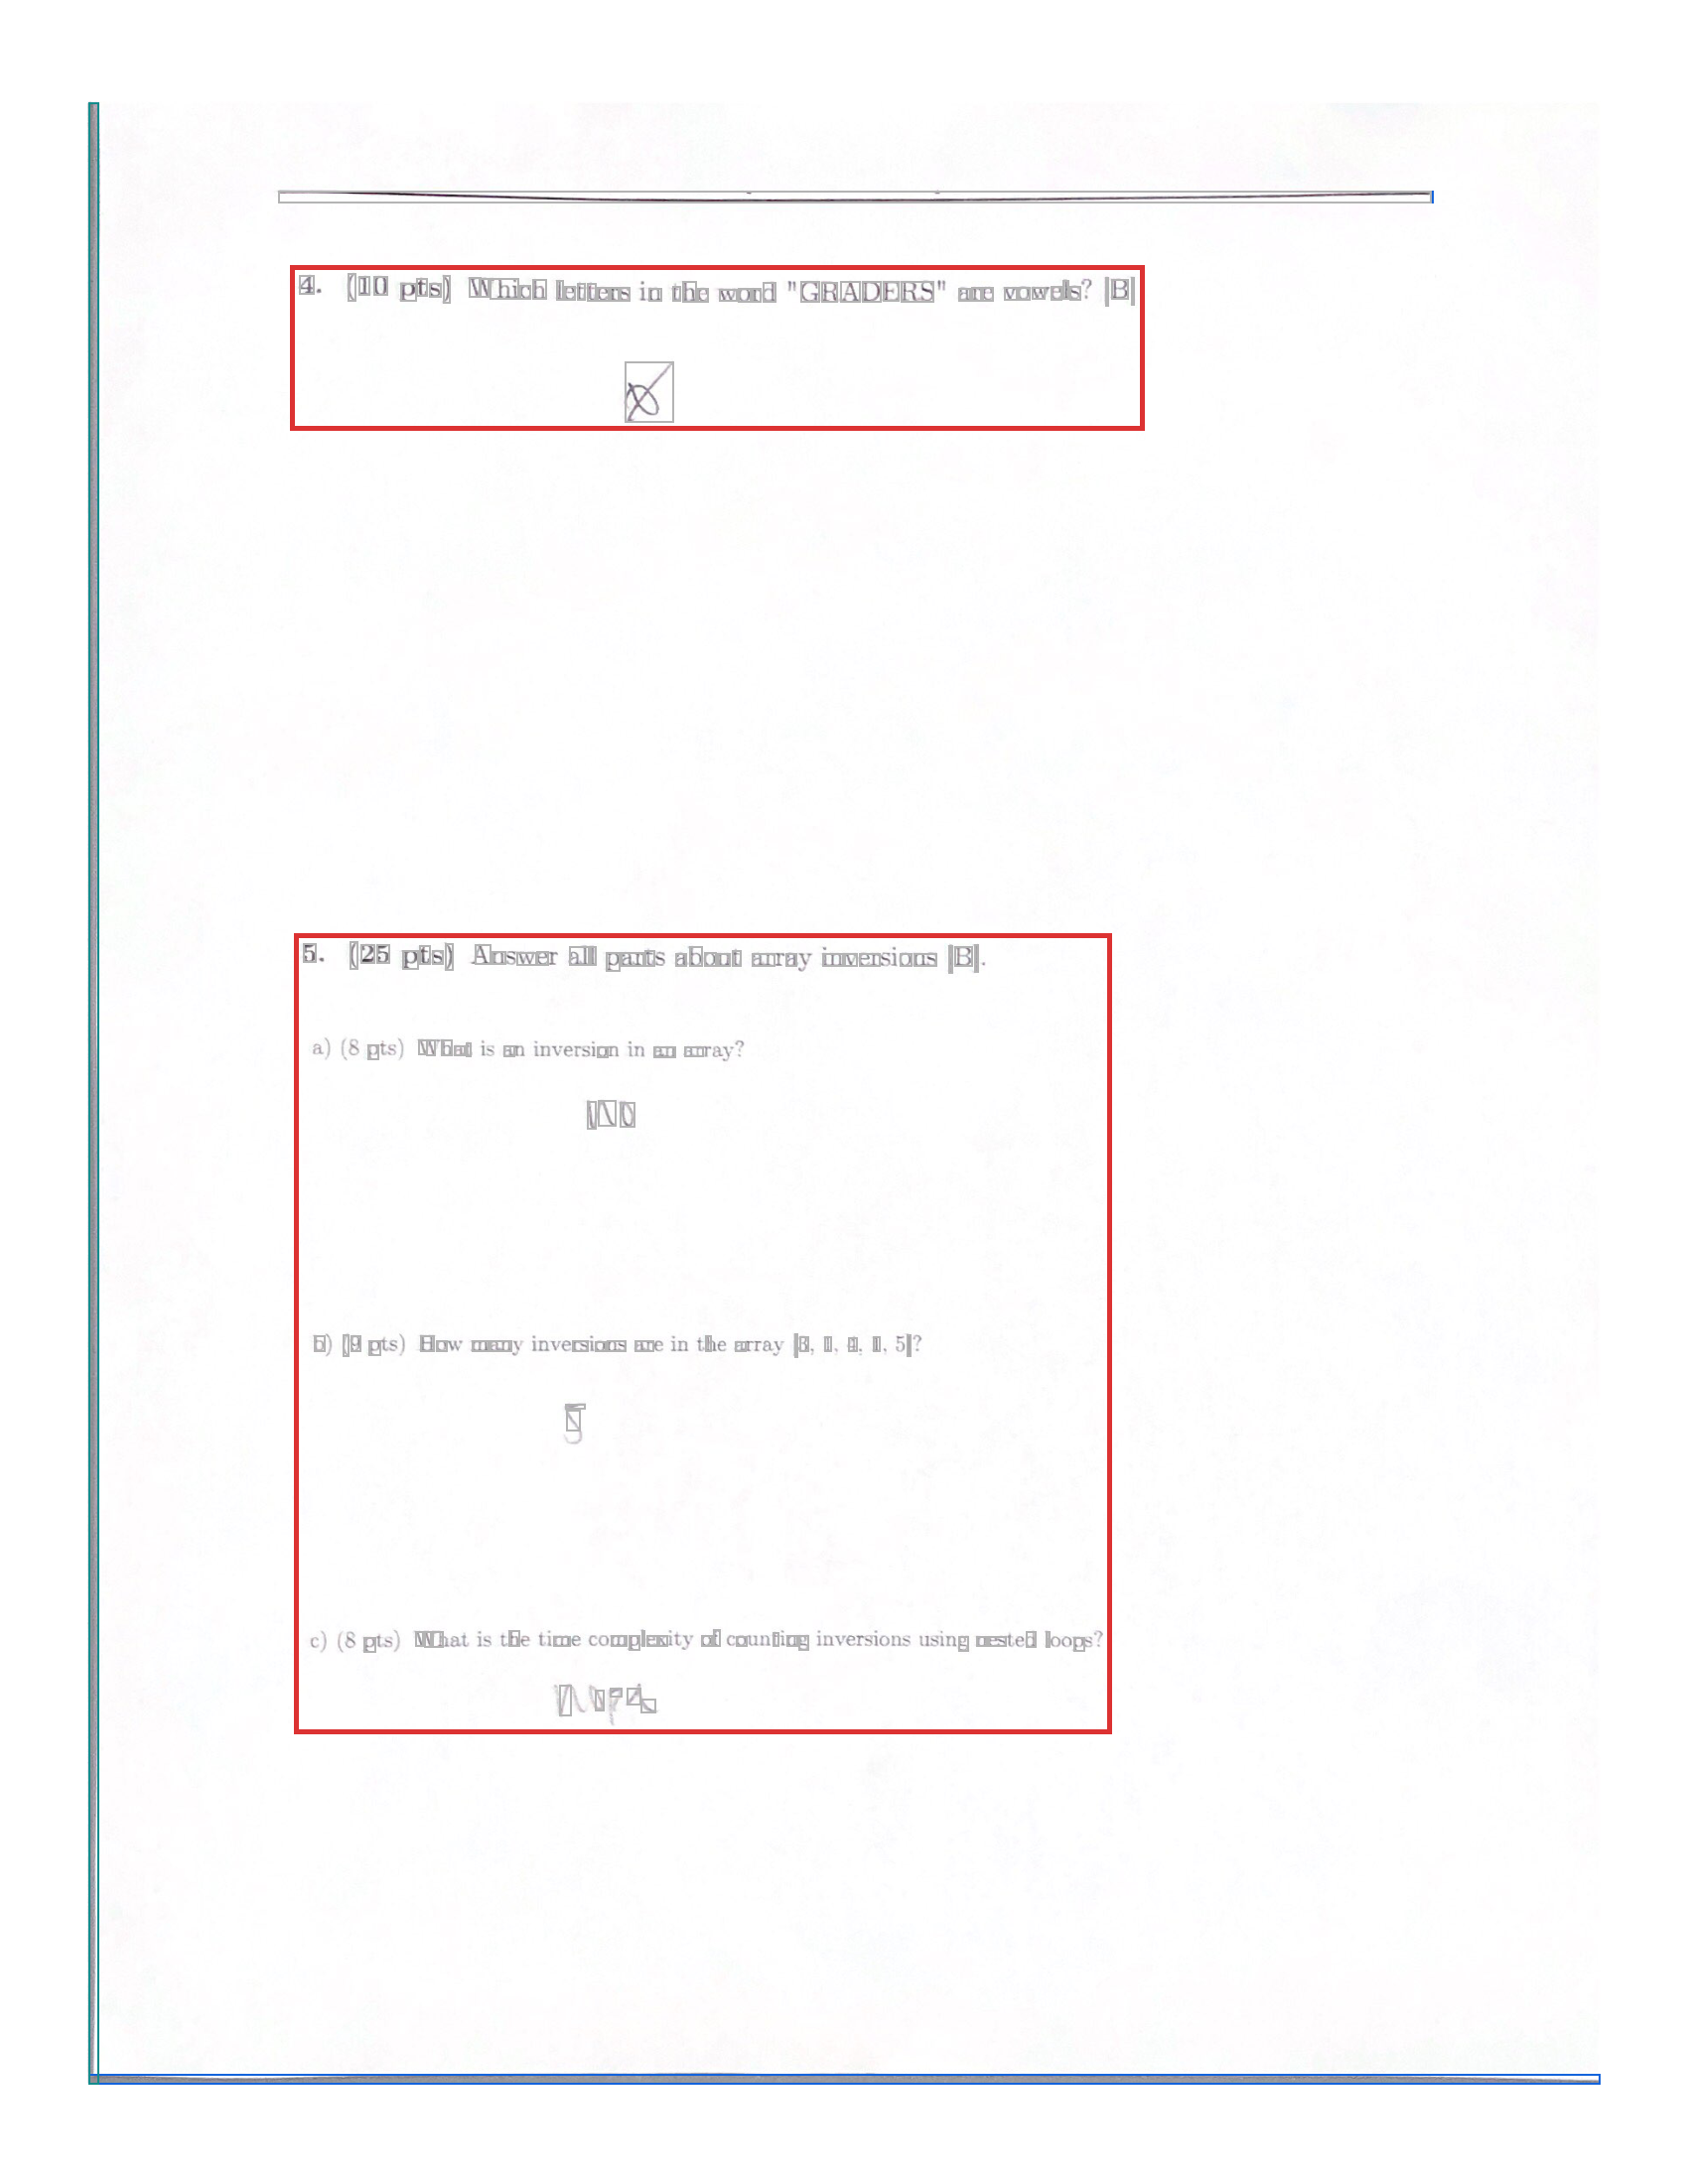 4. (10 pts) Which letters in the word "GRADERS" are vowels? [B]
5. (25 pts) Answer all parts about array inversions [B].
a) (8 pts) What is an inversion in an array?
NO
b) (9 pts) How many inversions are in the array [3, 1, 4, 1, 5]?
5
c) (8 pts) What is the time complexity of counting inversions using nested loops?